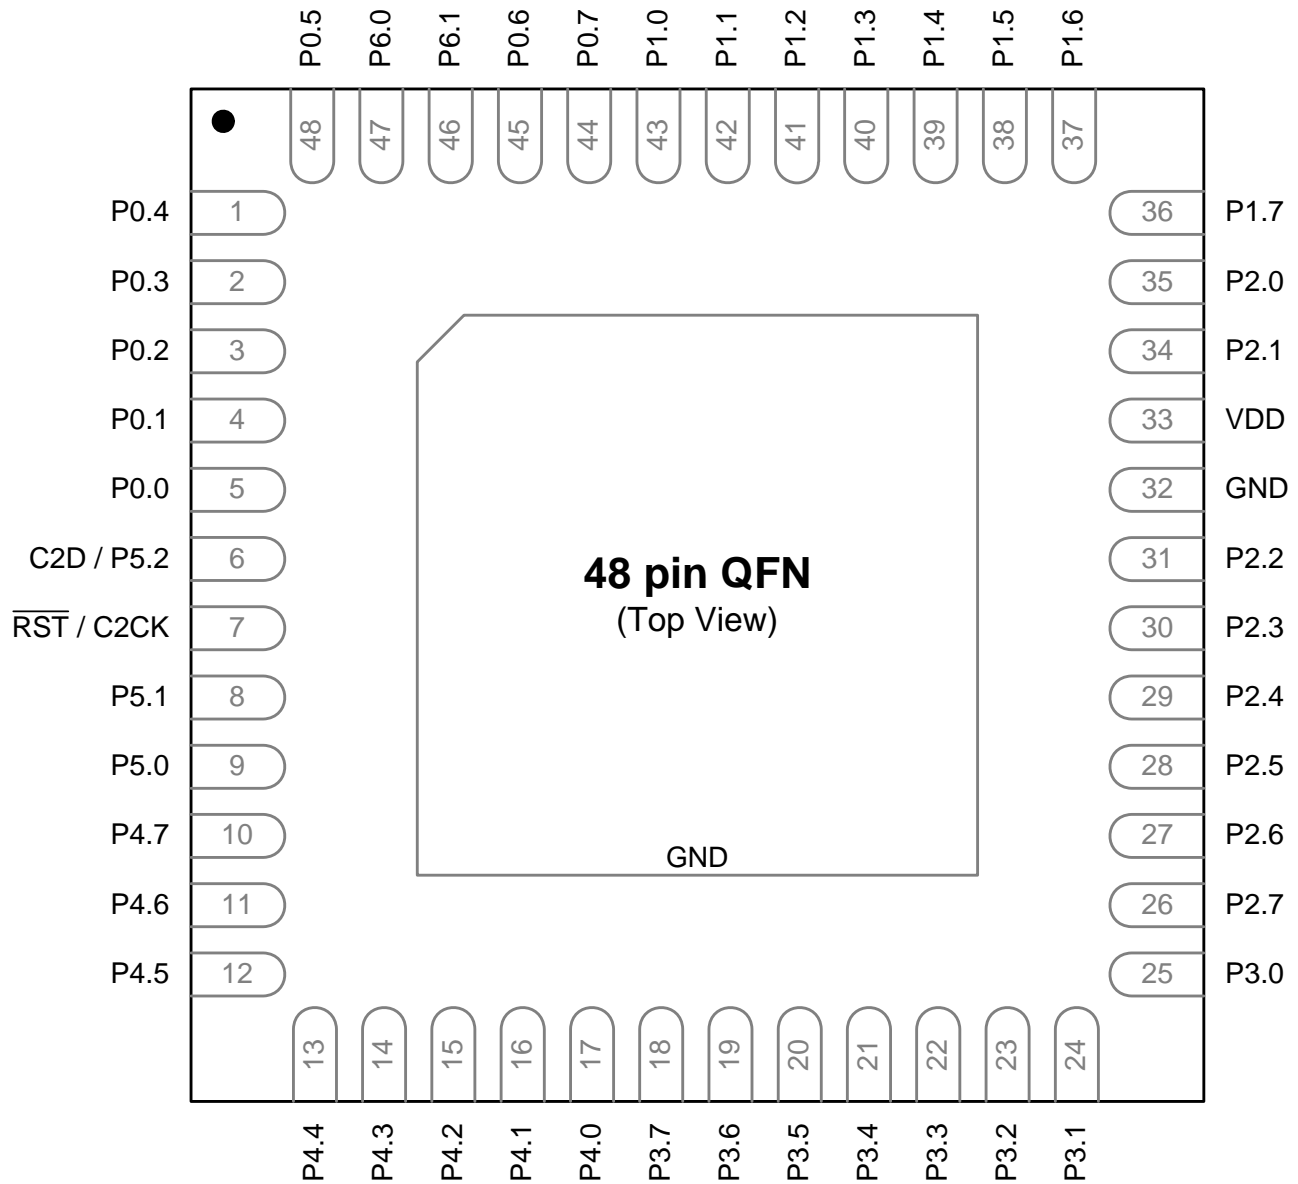 P0.5 P6.0 P6.1 P0.6 P0.7 P1.0 P1.1 P1.2 P1.3 P1.4 P1.5 P1.6
48 47 46 45 44 43 42 41 40 39 38 37
P0.4 1 36 P1.7
P0.3 2 35 P2.0
P0.2 3 34 P2.1
P0.1 4 33 VDD
P0.0 5 32 GND
C2D / P5.2 6 31 P2.2
48 pin QFN
(Top View)
RST / C2CK 7 30 P2.3
P5.1 8 29 P2.4
P5.0 9 28 P2.5
P4.7 10 27 P2.6
GND
P4.6 11 26 P2.7
P4.5 12 25 P3.0
13 14 15 16 17 18 19 20 21 22 23 24
P4.4 P4.3 P4.2 P4.1 P4.0 P3.7 P3.6 P3.5 P3.4 P3.3 P3.2 P3.1